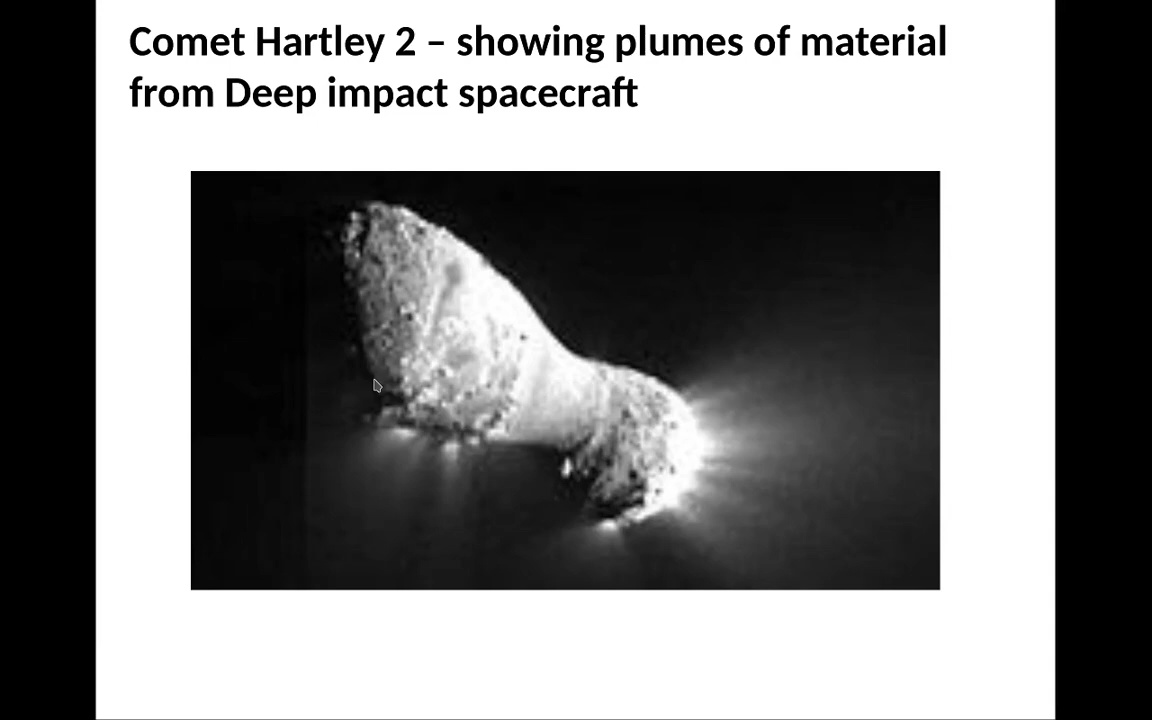 Comet Hartley 2 – showing plumes of material
from Deep impact spacecraft